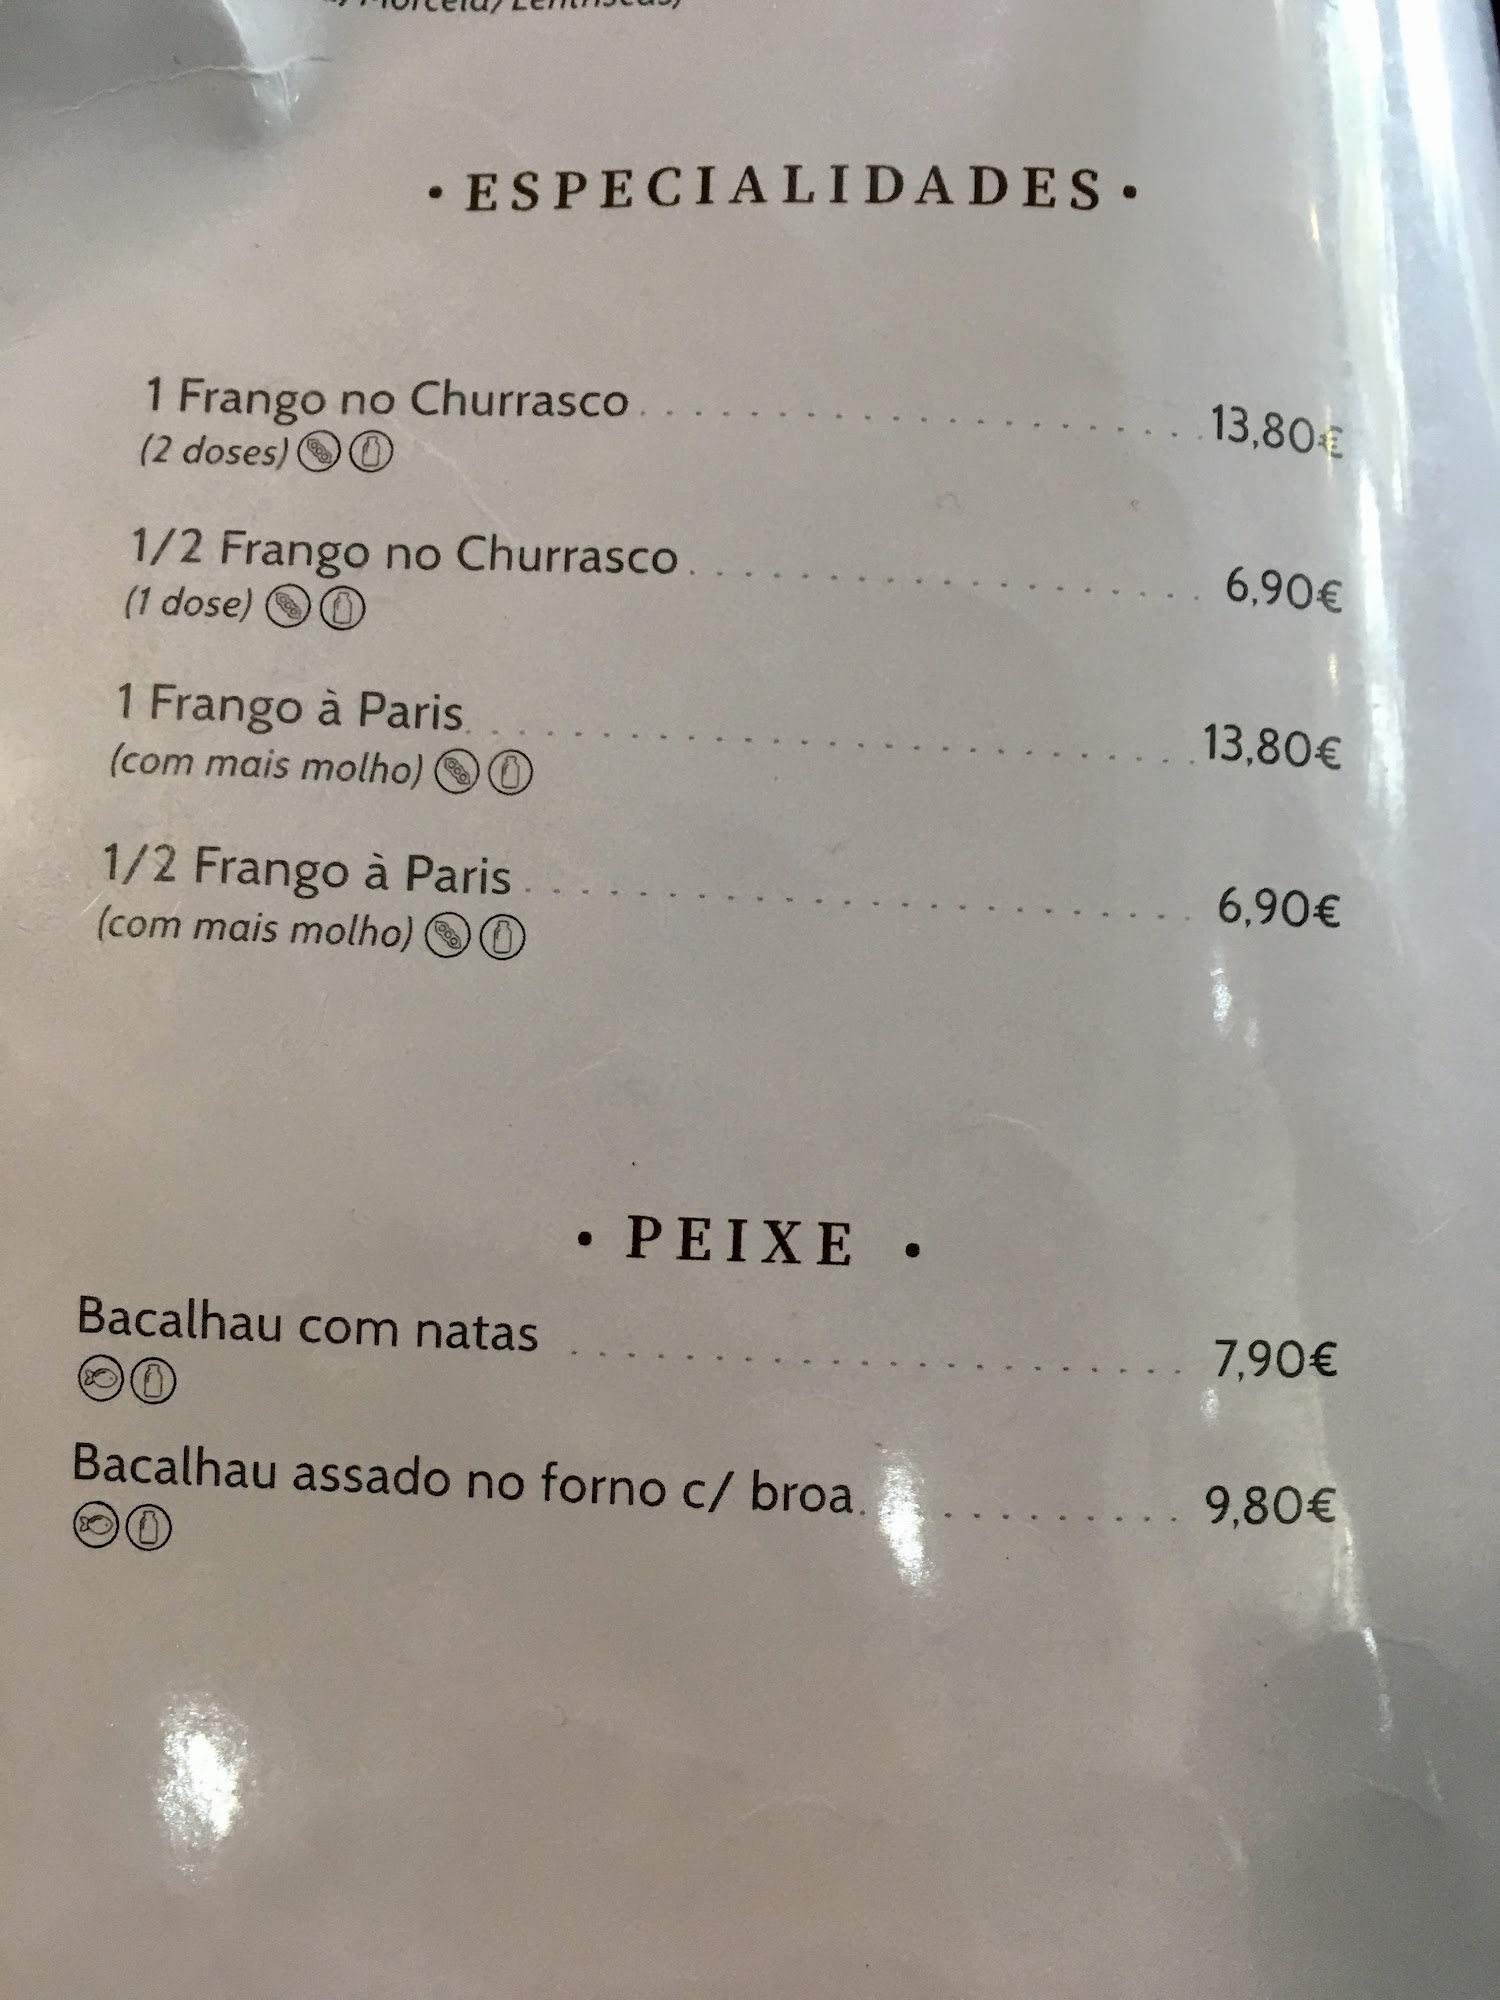 • ESPECIALIDADES •
1 Frango no Churrasco 13,80€
(2 doses)
1/2 Frango no Churrasco 6,90€
(1 dose)
1 Frango à Paris 13,80€
(com mais molho)
1/2 Frango à Paris 6,90€
(com mais molho)
• PEIXE •
Bacalhau com natas 7,90€
Bacalhau assado no forno c/ broa 9,80€